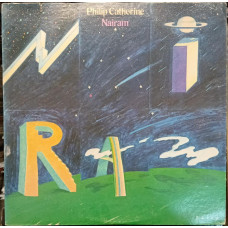 Philip Catherine
Nairam
N I
R A M